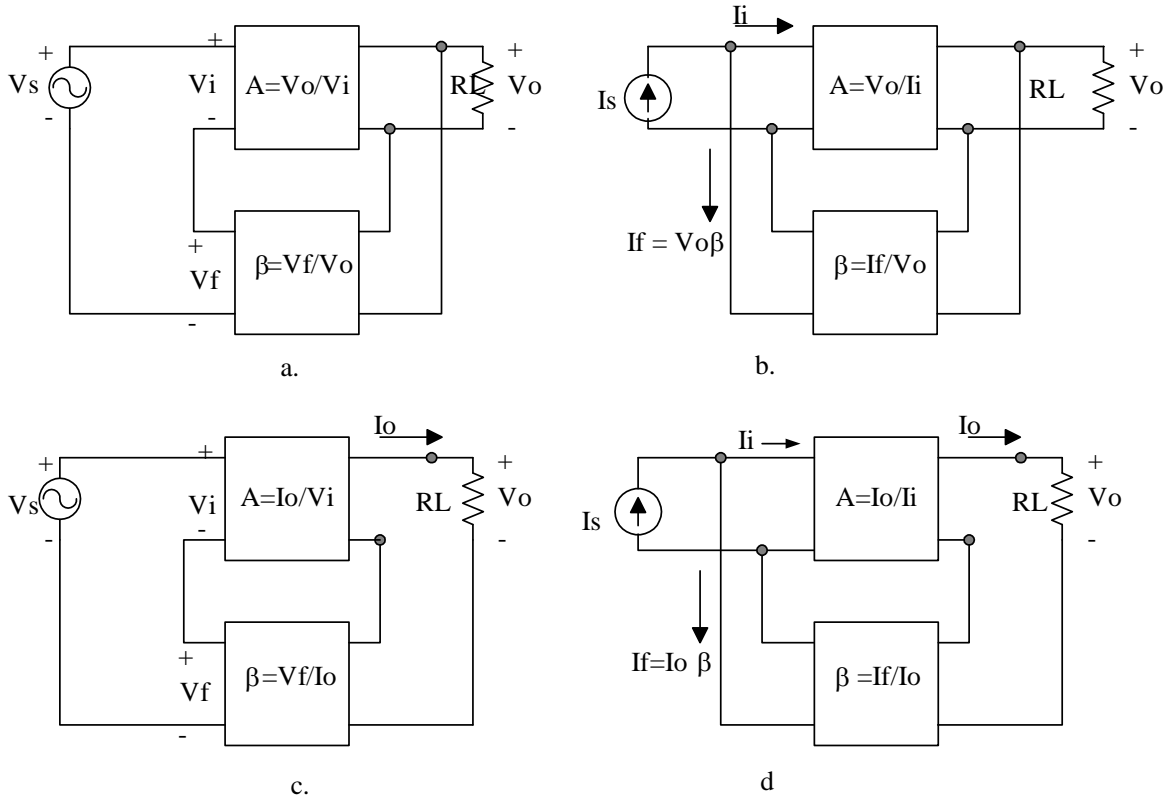 +
Vs
-
+
Vi
-
A=Vo/Vi
RL
+
Vo
-
+
Vf
-
β=Vf/Vo
a.
Ii
Is
A=Vo/Ii
RL
+
Vo
-
If = Voβ
β=If/Vo
b.
Io
+
Vs
-
+
Vi
-
A=Io/Vi
RL
+
Vo
-
+
Vf
-
β=Vf/Io
c.
Ii
Io
Is
A=Io/Ii
RL
+
Vo
-
If=Io β
β =If/Io
d